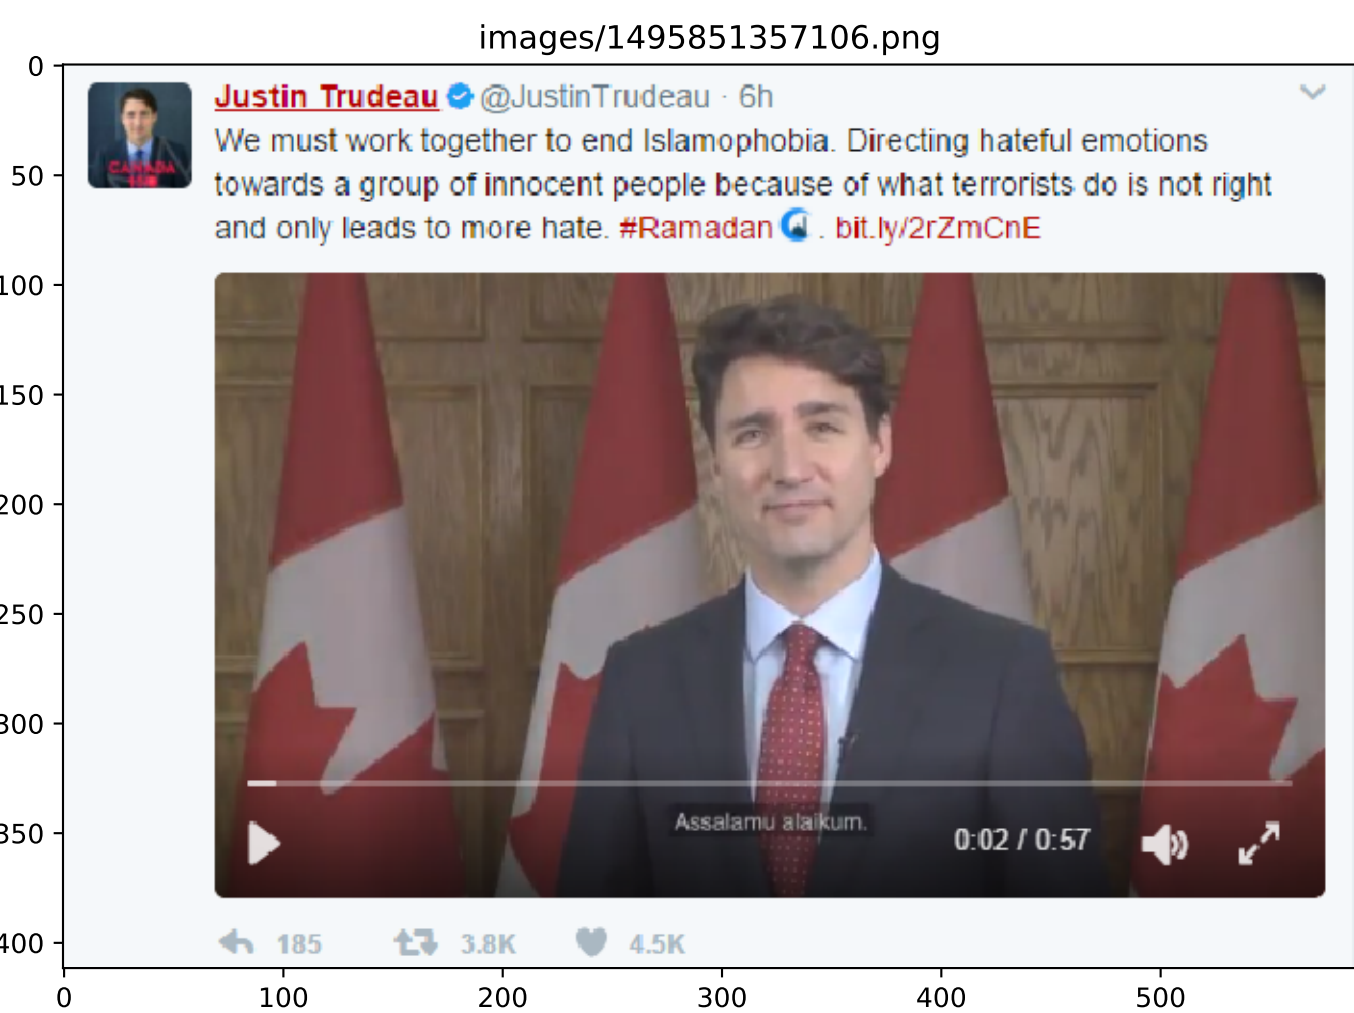 images/1495851357106.png
Justin Trudeau @JustinTrudeau · 6h
We must work together to end Islamophobia. Directing hateful emotions
towards a group of innocent people because of what terrorists do is not right
and only leads to more hate. #Ramadan . bit.ly/2rZmCnE
CANADA
Assalamu alaikum.
0:02 / 0:57
185 3.8K 4.5K
0
50
100
150
200
250
300
350
400
0 100 200 300 400 500